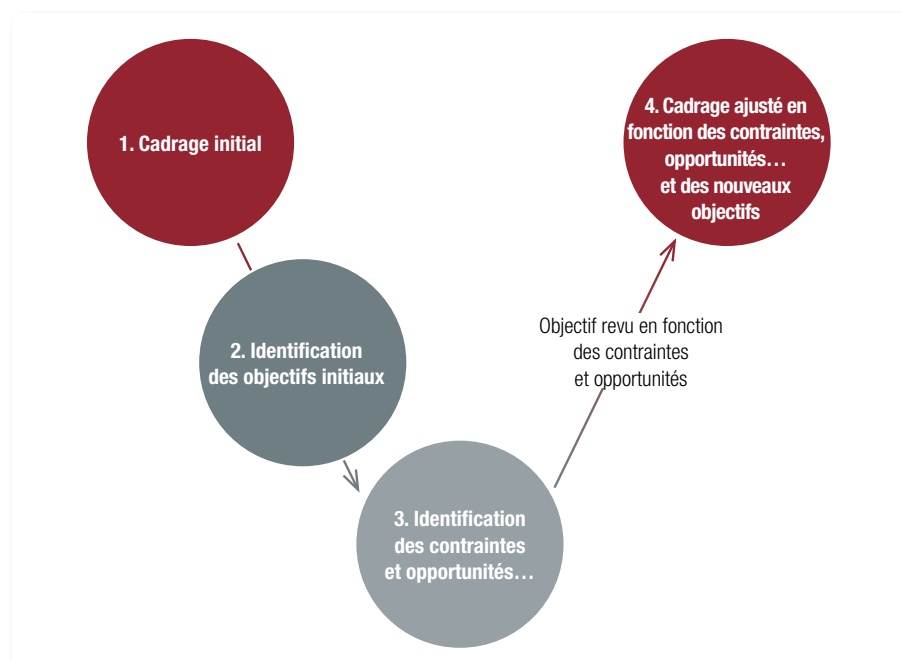 1. Cadrage initial
2. Identification
des objectifs initiaux
3. Identification
des contraintes
et opportunités…
Objectif revu en fonction
des contraintes
et opportunités
4. Cadrage ajusté en
fonction des contraintes,
opportunités…
et des nouveaux
objectifs